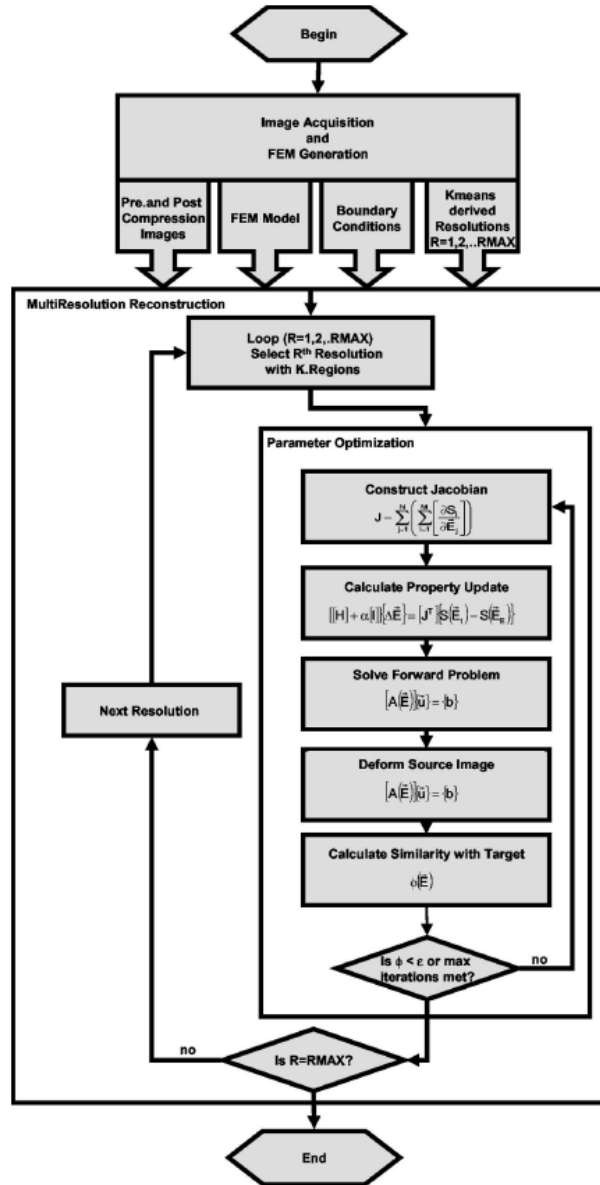 Begin
Image Acquisition
and
FEM Generation
Pre.and Post
Compression
Images
FEM Model
Boundary
Conditions
Kmeans
derived
Resolutions
R=1,2,..RMAX
MultiResolution Reconstruction
Loop (R=1,2,.RMAX)
Select Rᵗʰ Resolution
with K.Regions
Parameter Optimization
Construct Jacobian
Calculate Property Update
Solve Forward Problem
[A(E⃗)]{u⃗} = {b}
Deform Source Image
[A(E⃗)]{u⃗} = {b}
Calculate Similarity with Target
ϕ(E⃗)
Is ϕ < ε or max
iterations met?
no
Next Resolution
no
Is R=RMAX?
End